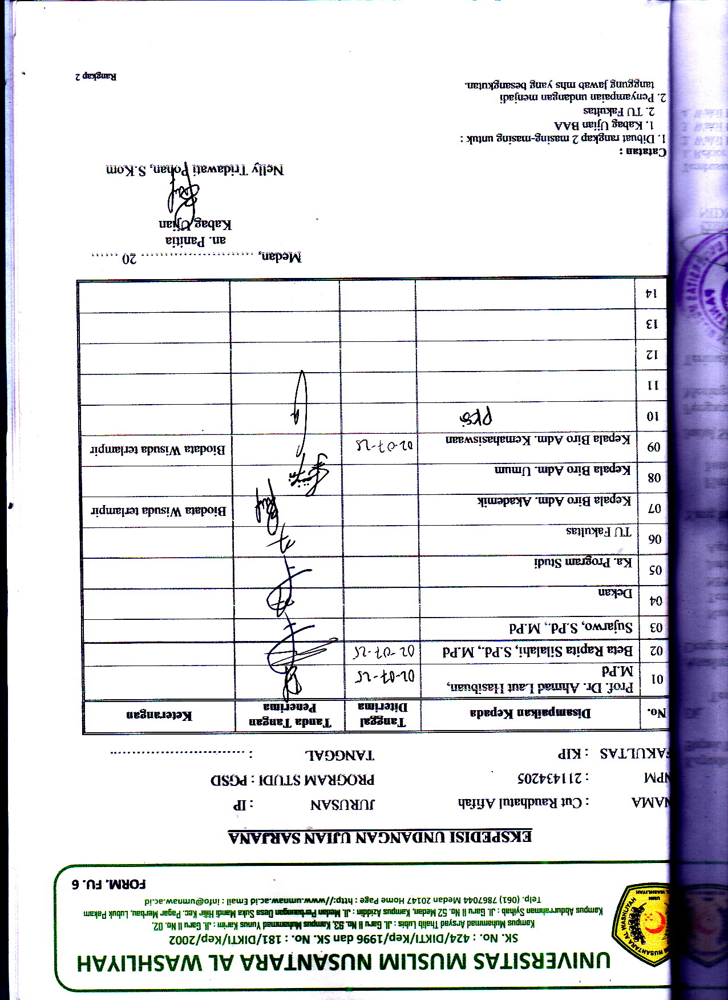 UNIVERSITAS MUSLIM NUSANTARA AL WASHLIYAH
SK. No. : 424/DIKTI/Kep/1996 dan SK. No. : 181/DIKTI/Kep/2002
Kampus Muhammad Arsyad Thalib Lubis : Jl. Garu II No. 93, Kampus Muhammad Yunus Karim : Jl. Garu II No. 02,
Kampus Abdurrahman Syihab : Jl. Garu II No. 52 Medan, Kampus Aziddin : Jl. Medan Perbaungan Desa Suka Mandi Hilir Kec. Pagar Merbau, Lubuk Pakam
Telp. (061) 7867044 Medan 20147 Home Page : http://www.umnaw.ac.id Email : info@umnaw.ac.id
FORM. FU. 6
EKSPEDISI UNDANGAN UJIAN SARJANA
NAMA : Cut Raudhatul Afifah JURUSAN : IP
NPM : 211434205 PROGRAM STUDI : PGSD
FAKULTAS : KIP TANGGAL : ..............................
No. Disampaikan Kepada Tanggal Diterima Tanda Tangan Penerima Keterangan
01 Prof. Dr. Ahmad Laut Hasibuan, M.Pd 02-07-25
02 Beta Rapita Silalahi, S.Pd., M.Pd 02-07-25
03 Sujarwo, S.Pd., M.Pd
04 Dekan
05 Ka. Program Studi
06 TU Fakultas
07 Kepala Biro Adm. Akademik Biodata Wisuda terlampir
08 Kepala Biro Adm. Umum
09 Kepala Biro Adm. Kemahasiswaan 02-07-25 Biodata Wisuda terlampir
10
11
12
13
14
Medan, .......................... 20 ......
an. Panitia
Kabag Ujian
Nelly Tridawati Pohan, S.Kom
Catatan :
1. Dibuat rangkap 2 masing-masing untuk :
1. Kabag Ujian BAA
2. TU Fakultas
2. Penyampaian undangan menjadi
tanggung jawab mhs yang besangkutan.
Rangkap 2